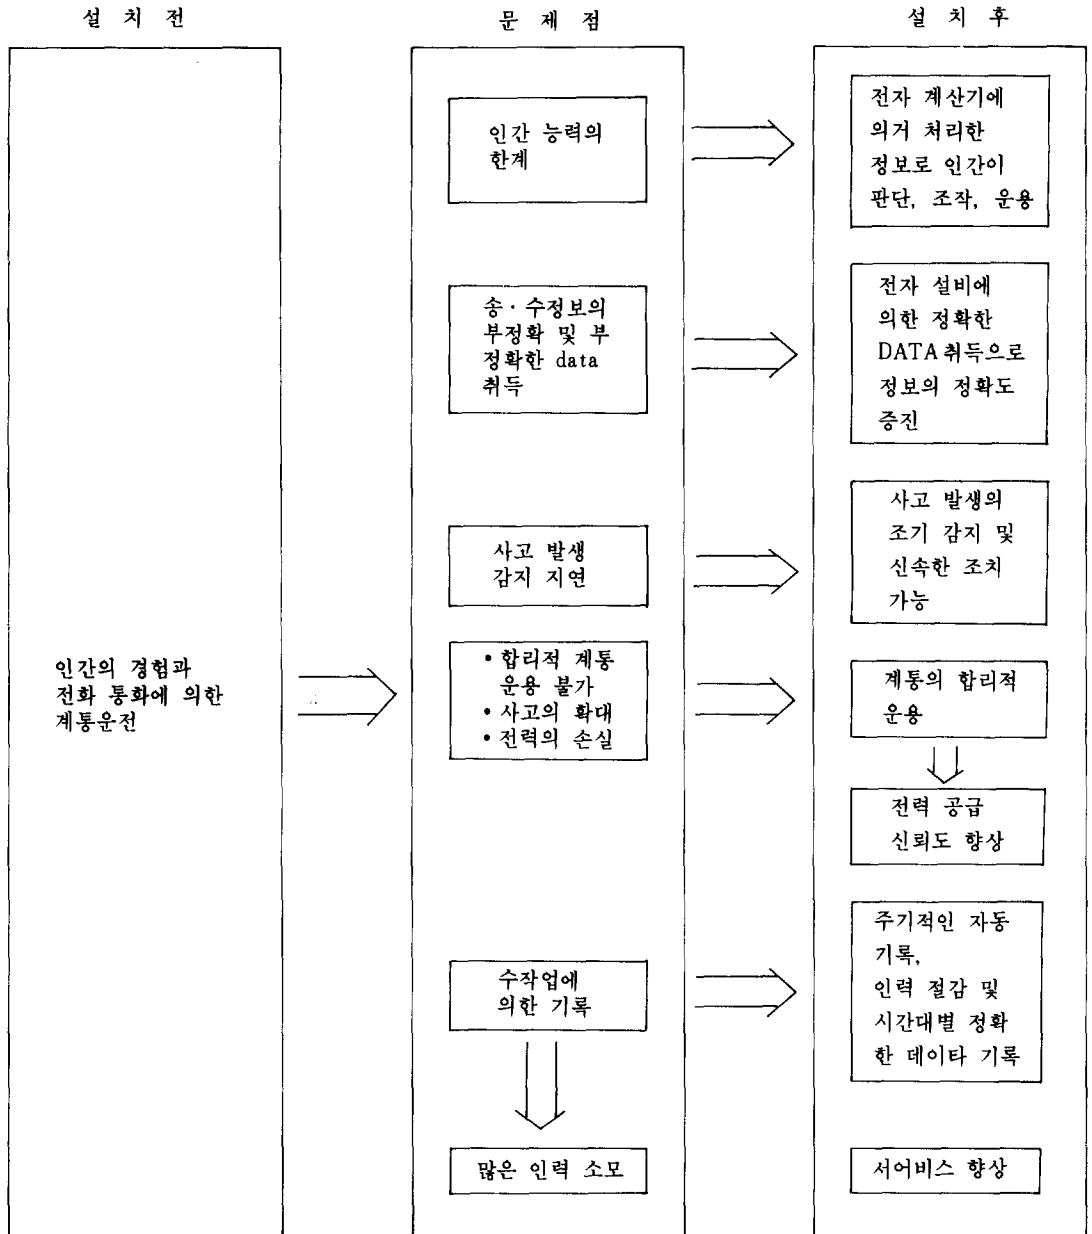 설 치 전
문 제 점
설 치 후
인간의 경험과
전화 통화에 의한
계통운전
인간 능력의
한계
송·수정보의
부정확 및 부
정확한 data
취득
사고 발생
감지 지연
• 합리적 계통
운용 불가
• 사고의 확대
• 전력의 손실
수작업에
의한 기록
많은 인력 소모
전자 계산기에
의거 처리한
정보로 인간이
판단, 조작, 운용
전자 설비에
의한 정확한
DATA 취득으로
정보의 정확도
증진
사고 발생의
조기 감지 및
신속한 조치
가능
계통의 합리적
운용
전력 공급
신뢰도 향상
주기적인 자동
기록,
인력 절감 및
시간대별 정확
한 데이타 기록
서어비스 향상